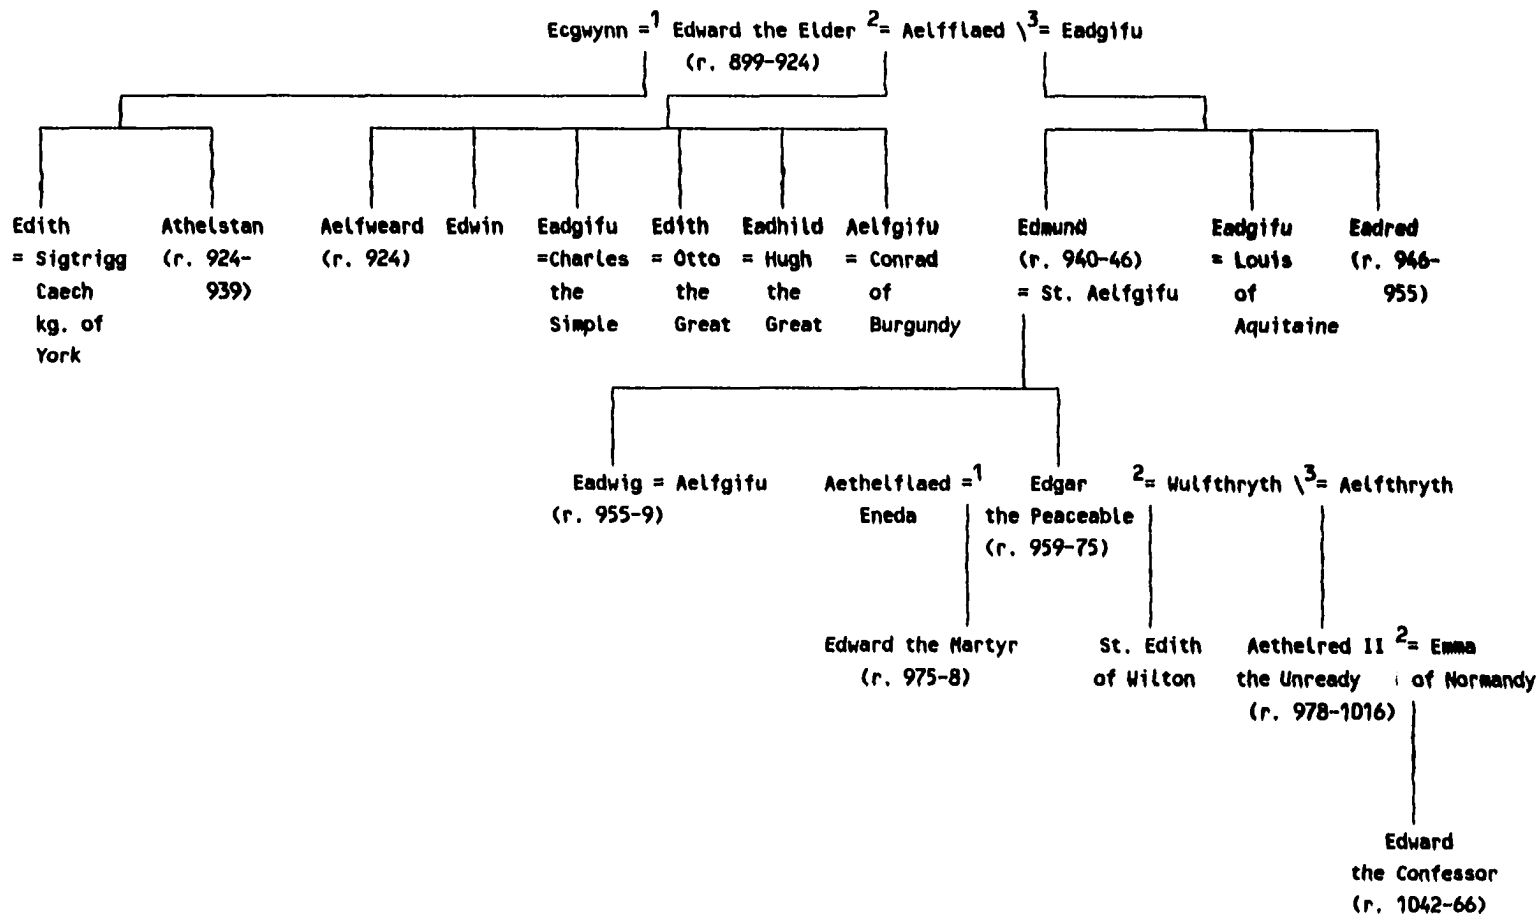 Ecgwynn =1 Edward the Elder 2= Aelfflaed \3= Eadgifu
(r. 899-924)
Edith
= Sigtrigg
Caech
kg. of
York
Athelstan
(r. 924-
939)
Aelfweard
(r. 924)
Edwin
Eadgifu
=Charles
the
Simple
Edith
= Otto
the
Great
Eadhild
= Hugh
the
Great
Aelfgifu
= Conrad
of
Burgundy
Edmund
(r. 940-46)
= St. Aelfgifu
Eadgifu
= Louis
of
Aquitaine
Eadred
(r. 946-
955)
Eadwig = Aelfgifu
(r. 955-9)
Aethelflaed =1
Eneda
Edgar
the Peaceable
(r. 959-75)
2= Wulfthryth \3= Aelfthryth
Edward the Martyr
(r. 975-8)
St. Edith
of Wilton
Aethelred II 2= Emma
the Unready of Normandy
(r. 978-1016)
Edward
the Confessor
(r. 1042-66)